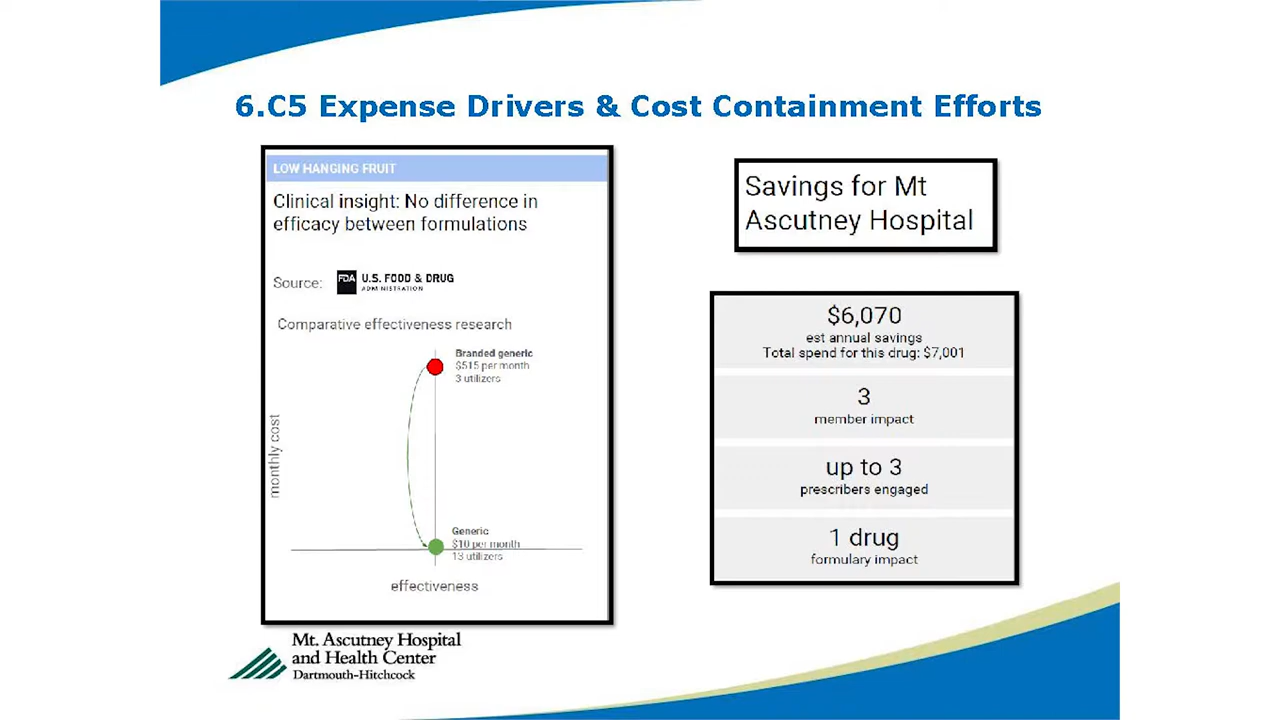 6.C5 Expense Drivers & Cost Containment Efforts
LOW HANGING FRUIT
Clinical insight: No difference in
efficacy between formulations
Source:
FDA
U.S. FOOD & DRUG
ADMINISTRATION
Comparative effectiveness research
Branded generic
$515 per month
3 utilizers
monthly cost
Generic
$10 per month
13 utilizers
effectiveness
Savings for Mt
Ascutney Hospital
$6,070
est annual savings
Total spend for this drug: $7,001
3
member impact
up to 3
prescribers engaged
1 drug
formulary impact
Mt. Ascutney Hospital
and Health Center
Dartmouth-Hitchcock